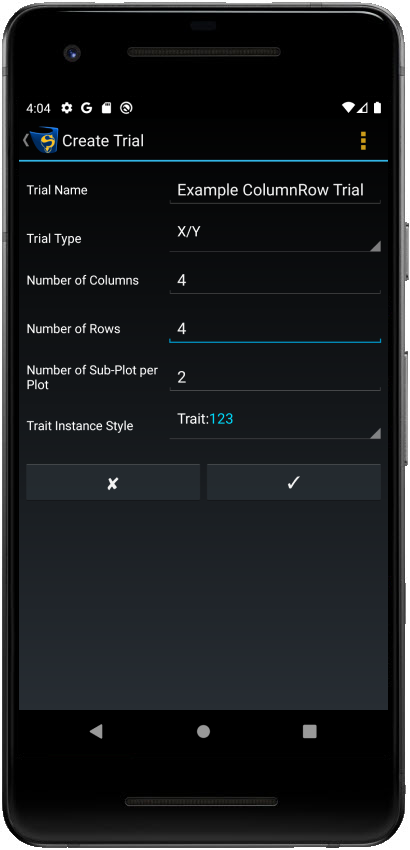 4:04
Create Trial
Trial Name
Example ColumnRow Trial
Trial Type
X/Y
Number of Columns
4
Number of Rows
4
Number of Sub-Plot per
Plot
2
Trait Instance Style
Trait:123
✘
✓